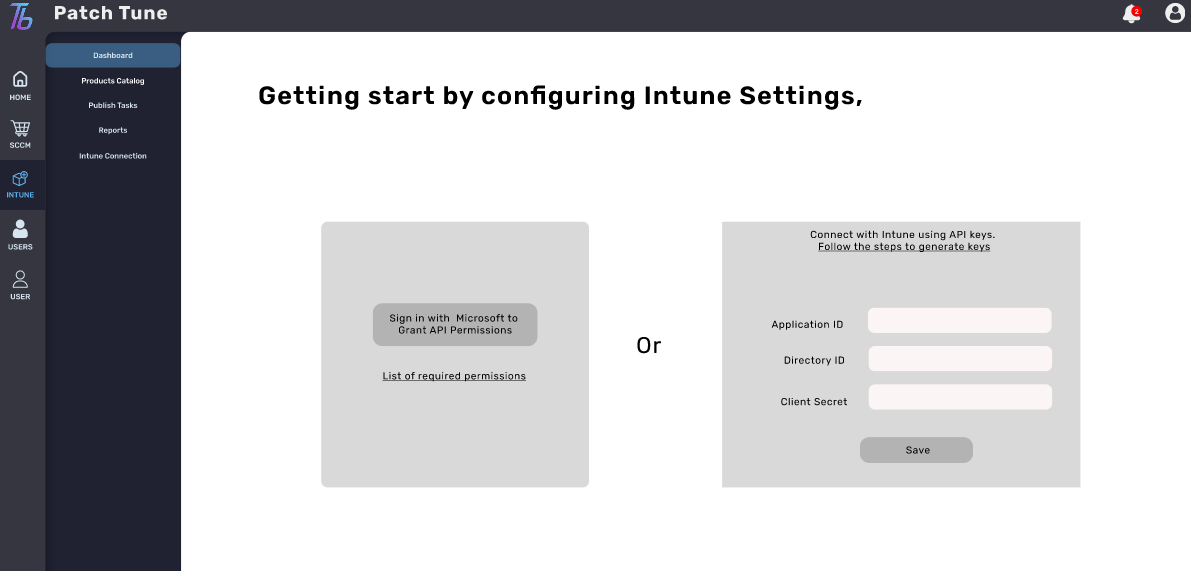 Tb
Patch Tune
2
HOME
SCCM
INTUNE
USERS
USER
Dashboard
Products Catalog
Publish Tasks
Reports
Intune Connection
Getting start by configuring Intune Settings,
Sign in with Microsoft to
Grant API Permissions
List of required permissions
Or
Connect with Intune using API keys.
Follow the steps to generate keys
Application ID
Directory ID
Client Secret
Save